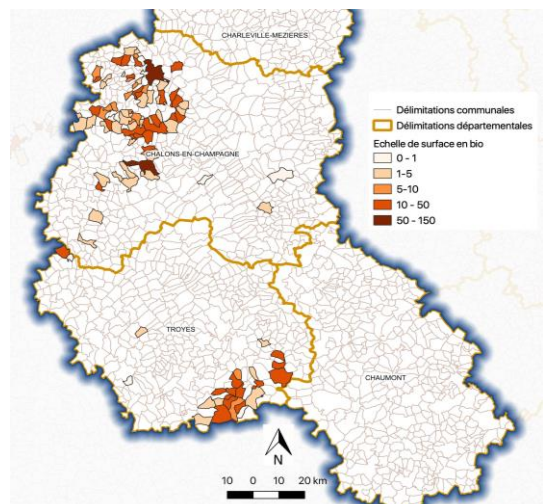 CHARLEVILLE-MEZIERES
Délimitations communales
Délimitations départementales
Echelle de surface en bio
0 - 1
1-5
5-10
10 - 50
50 - 150
CHALONS-EN-CHAMPAGNE
TROYES
CHAUMONT
N
10 0 10 20 km